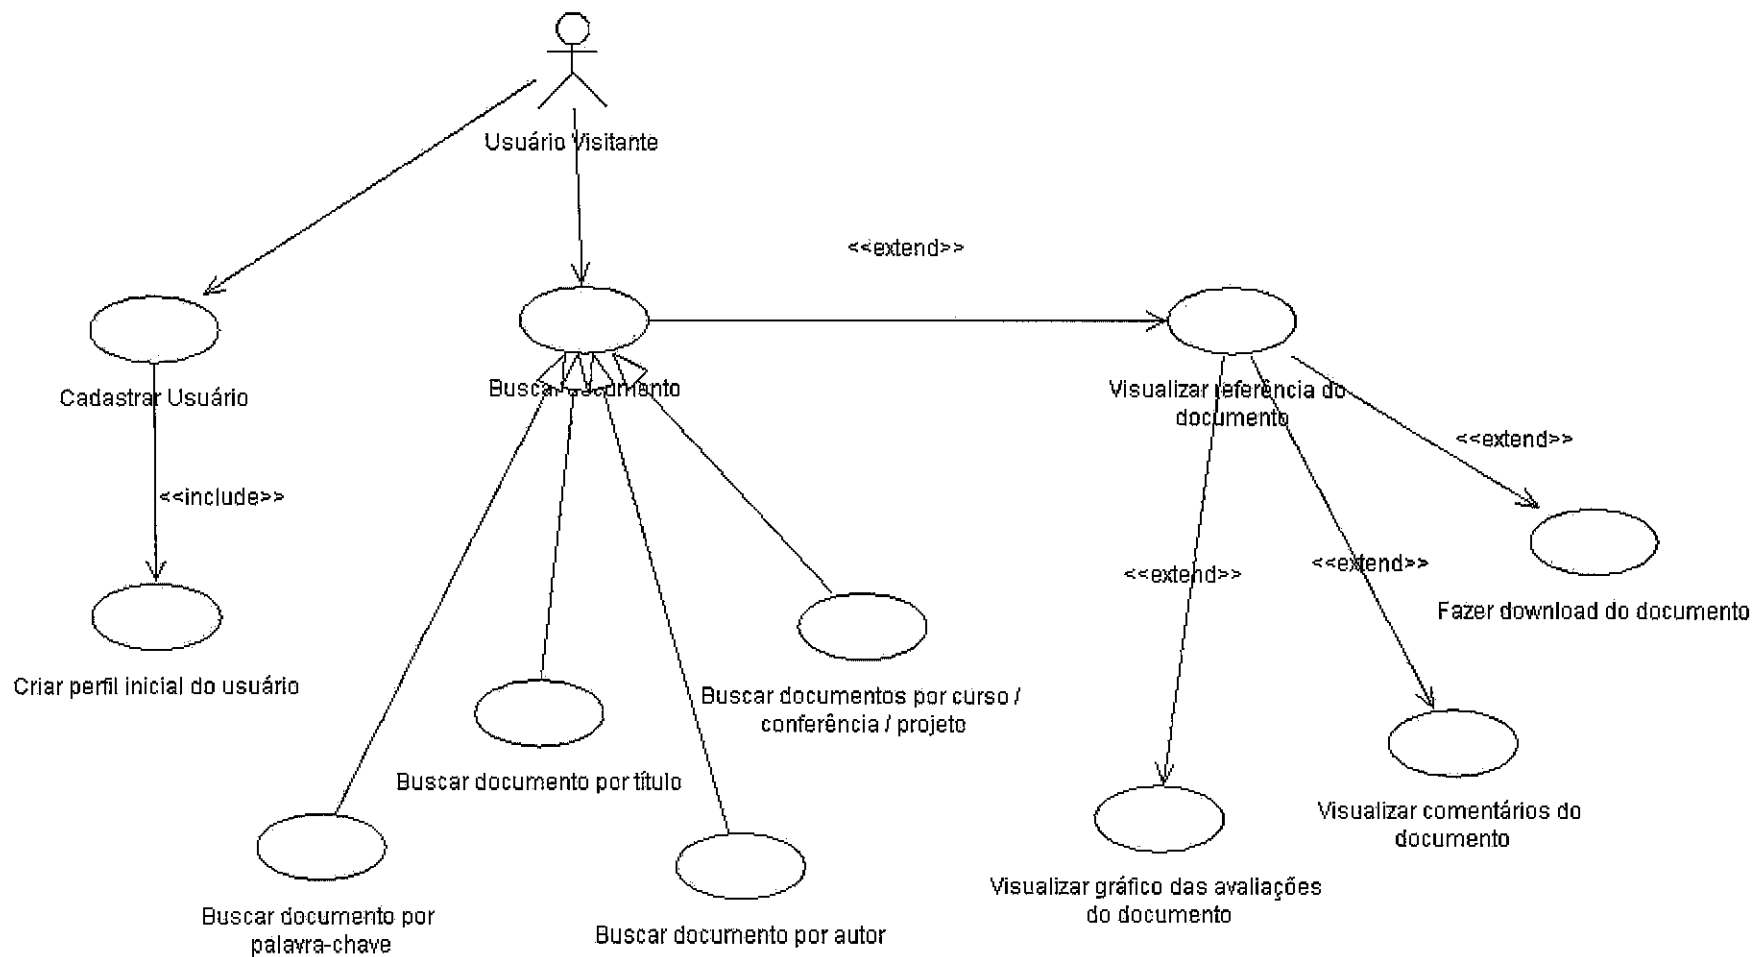 Usuário Visitante
<<extend>>
Cadastrar Usuário
Buscar documento
Visualizar referência do
documento
<<extend>>
<<include>>
<<extend>>
<<extend>>
Fazer download do documento
Criar perfil inicial do usuário
Buscar documentos por curso /
conferência / projeto
Buscar documento por título
Visualizar comentários do
documento
Visualizar gráfico das avaliações
do documento
Buscar documento por
palavra-chave
Buscar documento por autor